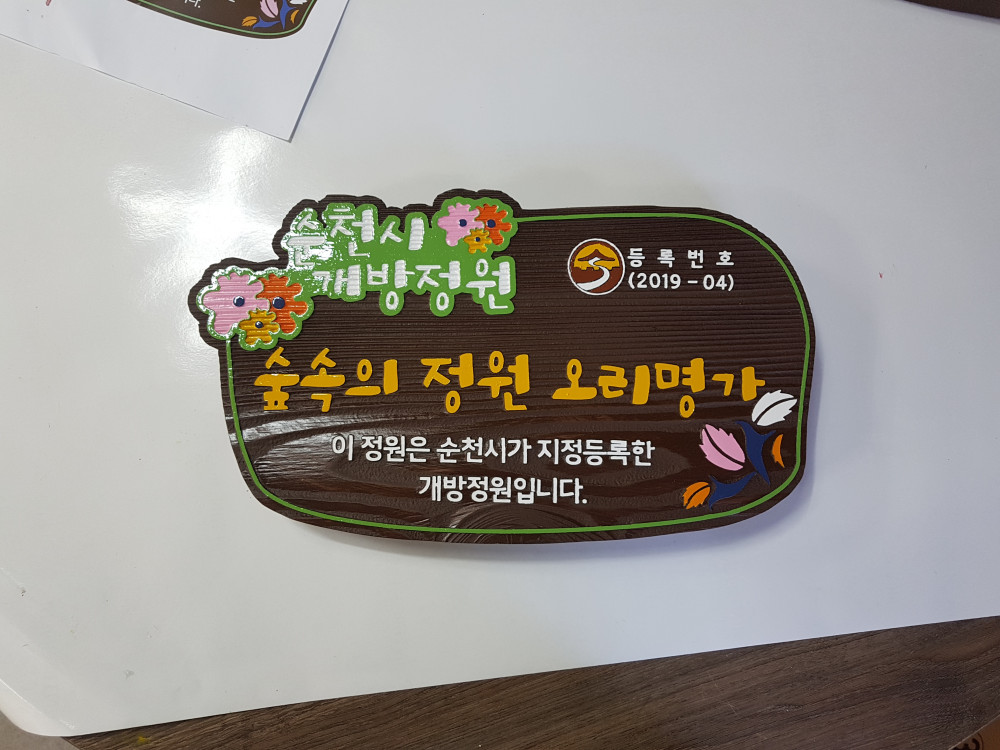 니다.
순천시
개방정원
등록번호
(2019-04)
숲속의 정원 오리명가
이 정원은 순천시가 지정등록한
개방정원입니다.